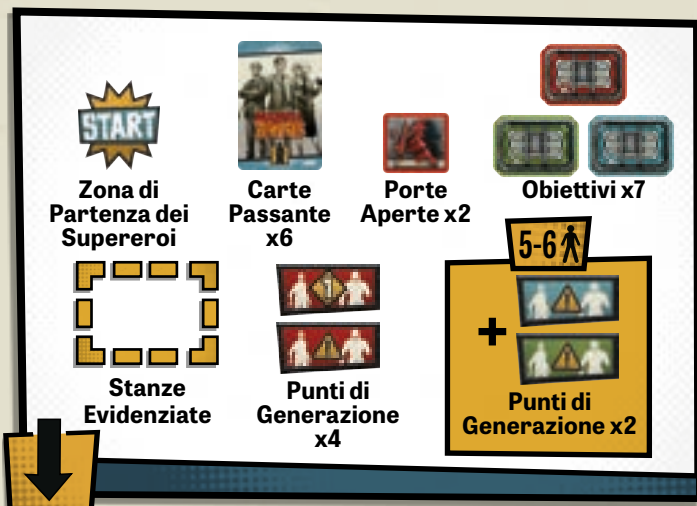 START
Zona di
Partenza dei
Supereroi
Carte
Passante
x6
Porte
Aperte x2
Obiettivi x7
Stanze
Evidenziate
1
Punti di
Generazione
x4
5-6
+
Punti di
Generazione x2